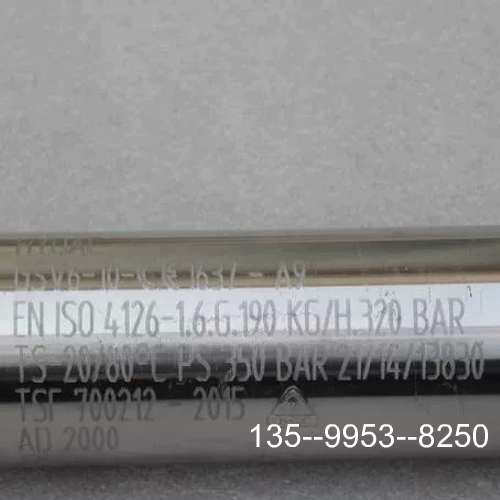 EN ISO 4126-1.6.G.190 KG/H.320 BAR
TS-20/80°C PS 350 BAR 21/14/13830
TSF 700212 - 2015
AD 2000
135--9953--8250